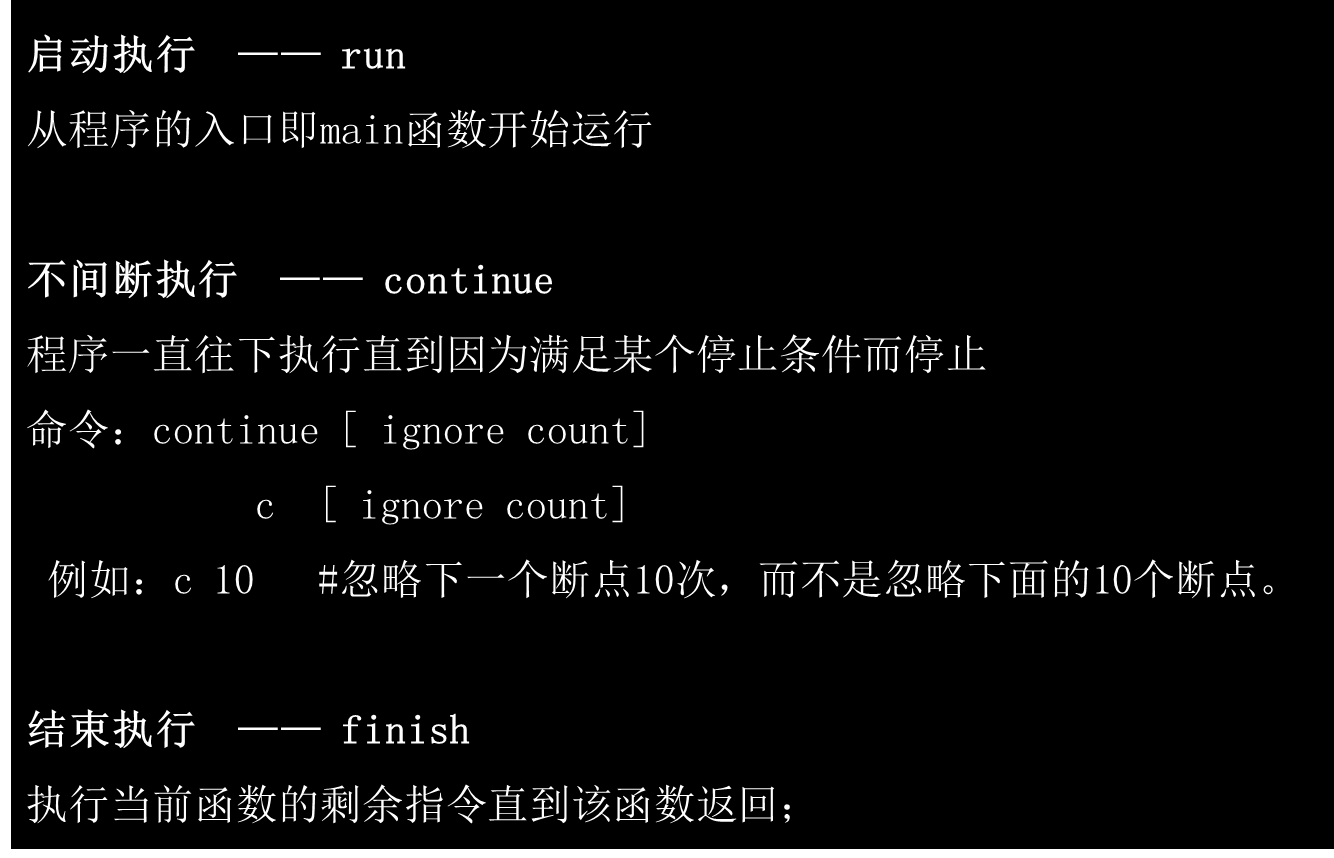 启动执行 —— run
从程序的入口即main函数开始运行
不间断执行 —— continue
程序一直往下执行直到因为满足某个停止条件而停止
命令：continue [ ignore count]
c [ ignore count]
例如：c 10 #忽略下一个断点10次，而不是忽略下面的10个断点。
结束执行 —— finish
执行当前函数的剩余指令直到该函数返回；